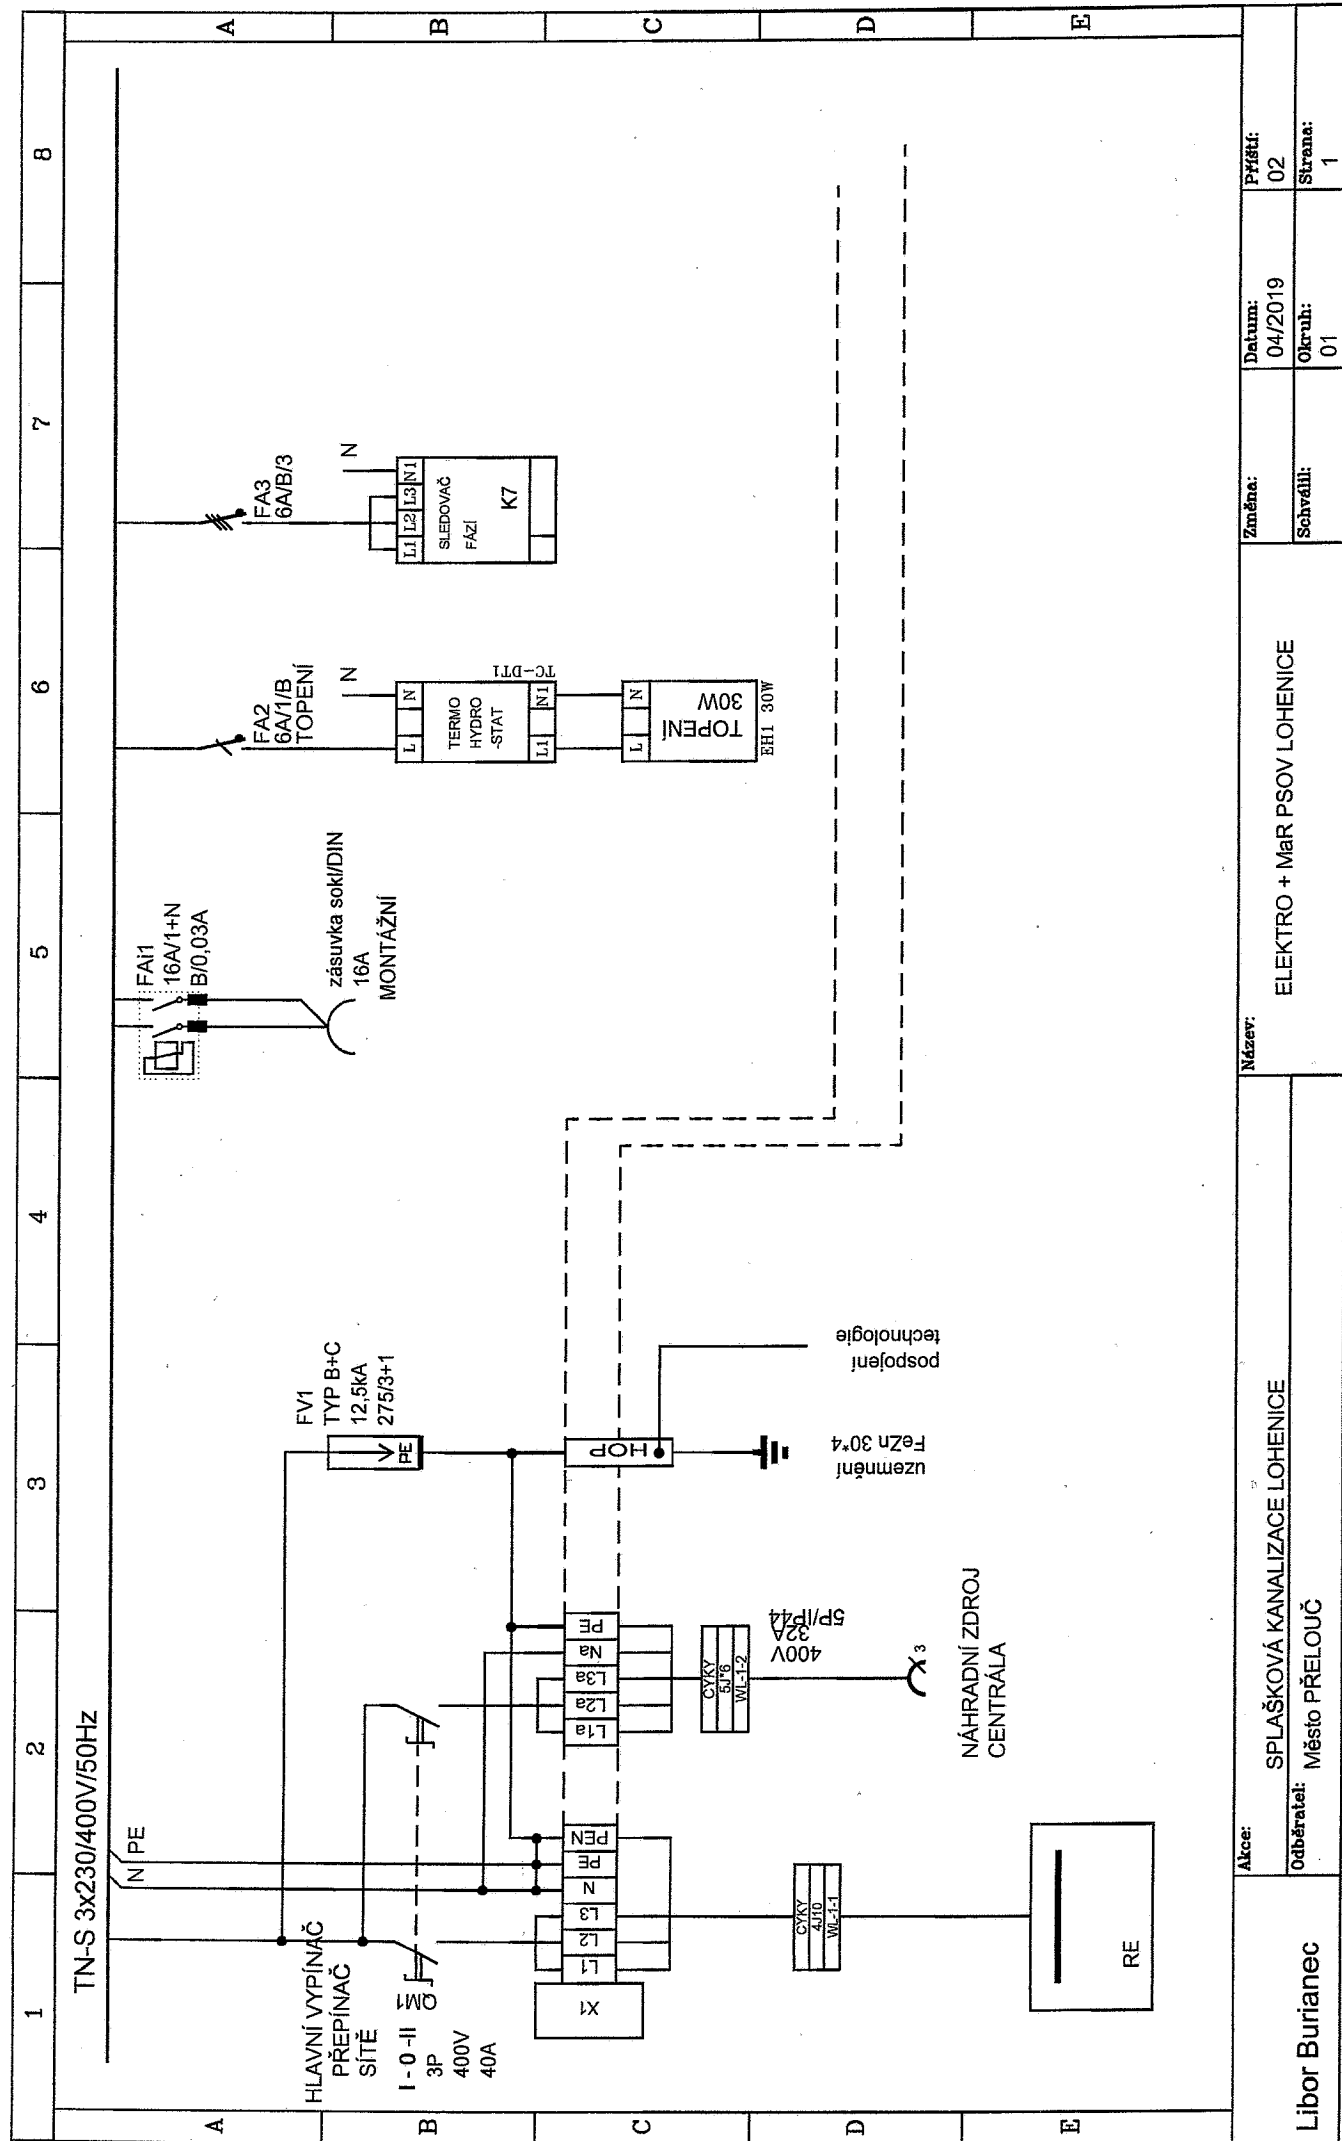 1 2 3 4 5 6 7 8
A
B
C
D
E
A
B
C
D
E
TN-S 3x230/400V/50Hz
N
PE
HLAVNÍ VYPÍNAČ
PŘEPÍNAČ
SÍTĚ
I - 0 - II
3P
400V
40A
QM1
FV1
TYP B+C
12,5kA
275/3+1
PE
FAi1
16A/1+N
B/0,03A
zásuvka sokl/DIN
16A
MONTÁŽNÍ
FA2
6A/1/B
TOPENÍ
N
L N
TERMO
HYDRO
-STAT
L1 N1
TC-DT1
L N
TOPENÍ
30W
EH1 30W
FA3
6A/B/3
N
L1 L2 L3 N1
SLEDOVAČ
FÁZÍ
K7
X1
L1 L2 L3 N PE PEN
L1a L2a L3a Na PE
HOP
CYKY
4J10
WL-1-1
RE
CYKY
5J*6
WL-1-2
400V
32A
5P/IP44
3
NÁHRADNÍ ZDROJ
CENTRÁLA
uzemnění
FeZn 30*4
pospojení
technologie
Libor Burianec
Akce:
SPLAŠKOVÁ KANALIZACE LOHENICE
Odběratel:
Město PŘELOUČ
Název:
ELEKTRO + MaR PSOV LOHENICE
Změna:
Schválil:
Datum:
04/2019
Okruh:
01
Příští:
02
Strana:
1